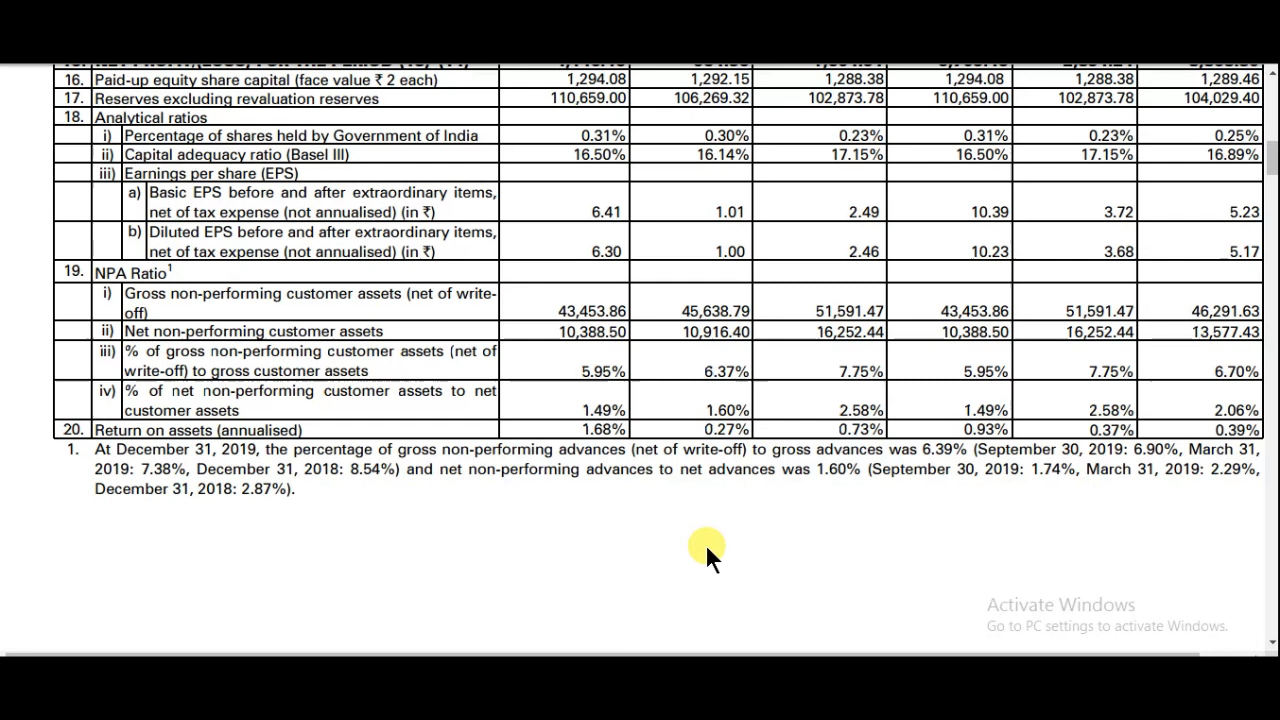 16. Paid-up equity share capital (face value ₹ 2 each) 1,294.08 1,292.15 1,288.38 1,294.08 1,288.38 1,289.46
17. Reserves excluding revaluation reserves 110,659.00 106,269.32 102,873.78 110,659.00 102,873.78 104,029.40
18. Analytical ratios
i) Percentage of shares held by Government of India 0.31% 0.30% 0.23% 0.31% 0.23% 0.25%
ii) Capital adequacy ratio (Basel III) 16.50% 16.14% 17.15% 16.50% 17.15% 16.89%
iii) Earnings per share (EPS)
a) Basic EPS before and after extraordinary items,
net of tax expense (not annualised) (in ₹) 6.41 1.01 2.49 10.39 3.72 5.23
b) Diluted EPS before and after extraordinary items,
net of tax expense (not annualised) (in ₹) 6.30 1.00 2.46 10.23 3.68 5.17
19. NPA Ratio1
i) Gross non-performing customer assets (net of write-
off) 43,453.86 45,638.79 51,591.47 43,453.86 51,591.47 46,291.63
ii) Net non-performing customer assets 10,388.50 10,916.40 16,252.44 10,388.50 16,252.44 13,577.43
iii) % of gross non-performing customer assets (net of
write-off) to gross customer assets 5.95% 6.37% 7.75% 5.95% 7.75% 6.70%
iv) % of net non-performing customer assets to net
customer assets 1.49% 1.60% 2.58% 1.49% 2.58% 2.06%
20. Return on assets (annualised) 1.68% 0.27% 0.73% 0.93% 0.37% 0.39%
1. At December 31, 2019, the percentage of gross non-performing advances (net of write-off) to gross advances was 6.39% (September 30, 2019: 6.90%, March 31,
2019: 7.38%, December 31, 2018: 8.54%) and net non-performing advances to net advances was 1.60% (September 30, 2019: 1.74%, March 31, 2019: 2.29%,
December 31, 2018: 2.87%).
Activate Windows
Go to PC settings to activate Windows.